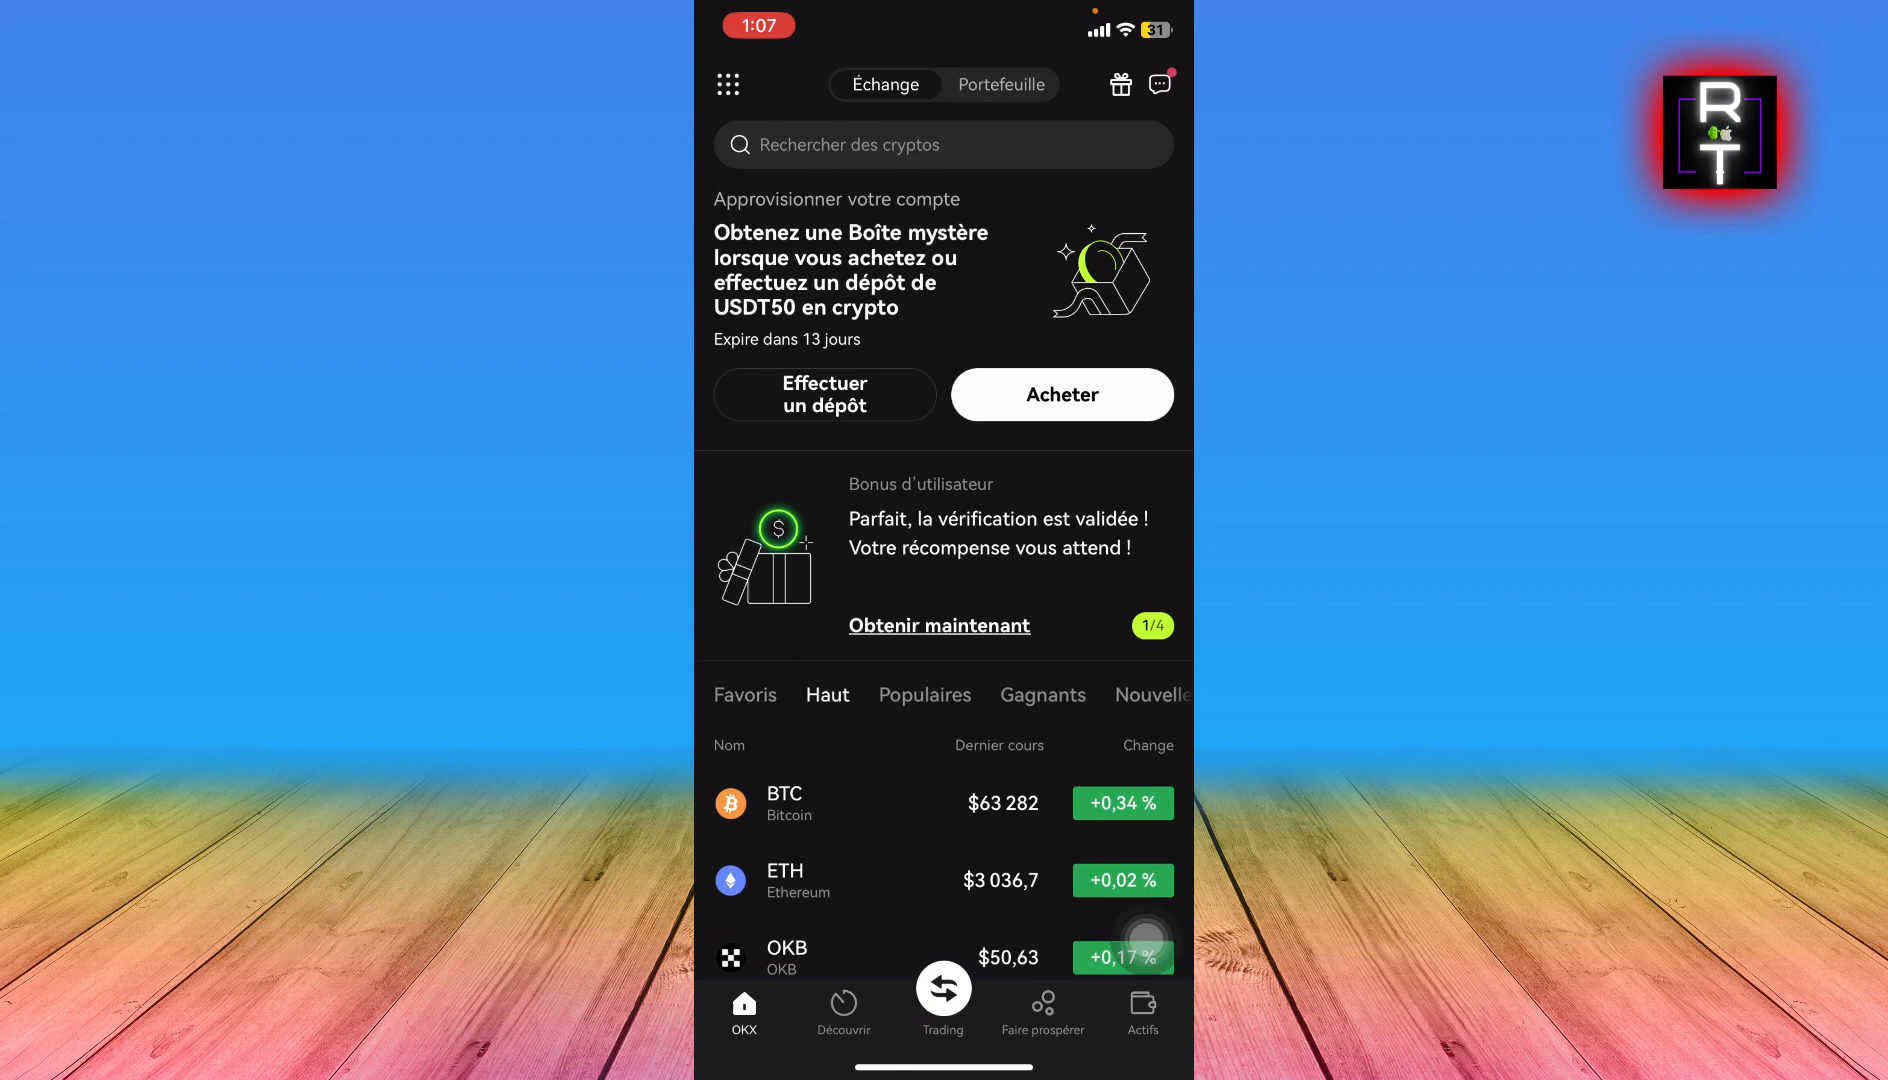 1:07
31
Échange
Portefeuille
Rechercher des cryptos
R
T
Approvisionner votre compte
Obtenez une Boîte mystère
lorsque vous achetez ou
effectuez un dépôt de
USDT50 en crypto
Expire dans 13 jours
Effectuer
un dépôt
Acheter
Bonus d’utilisateur
$
Parfait, la vérification est validée !
Votre récompense vous attend !
Obtenir maintenant
1/4
Favoris Haut Populaires Gagnants Nouvelle
Nom Dernier cours Change
BTC
Bitcoin
$63 282
+0,34 %
ETH
Ethereum
$3 036,7
+0,02 %
OKB
OKB
$50,63
+0,17 %
OKX Découvrir Trading Faire prospérer Actifs